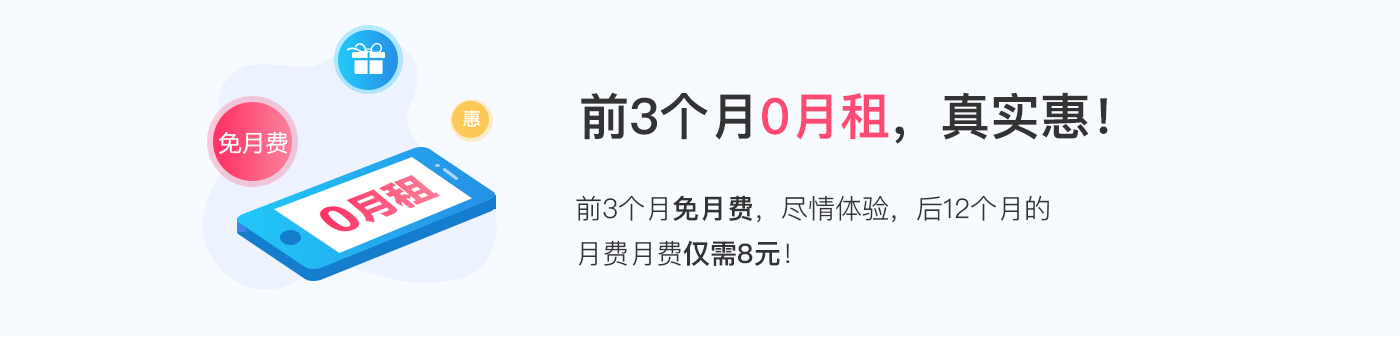 免月费
惠
0月租
前3个月0月租，真实惠！
前3个月免月费，尽情体验，后12个月的
月费月费仅需8元！